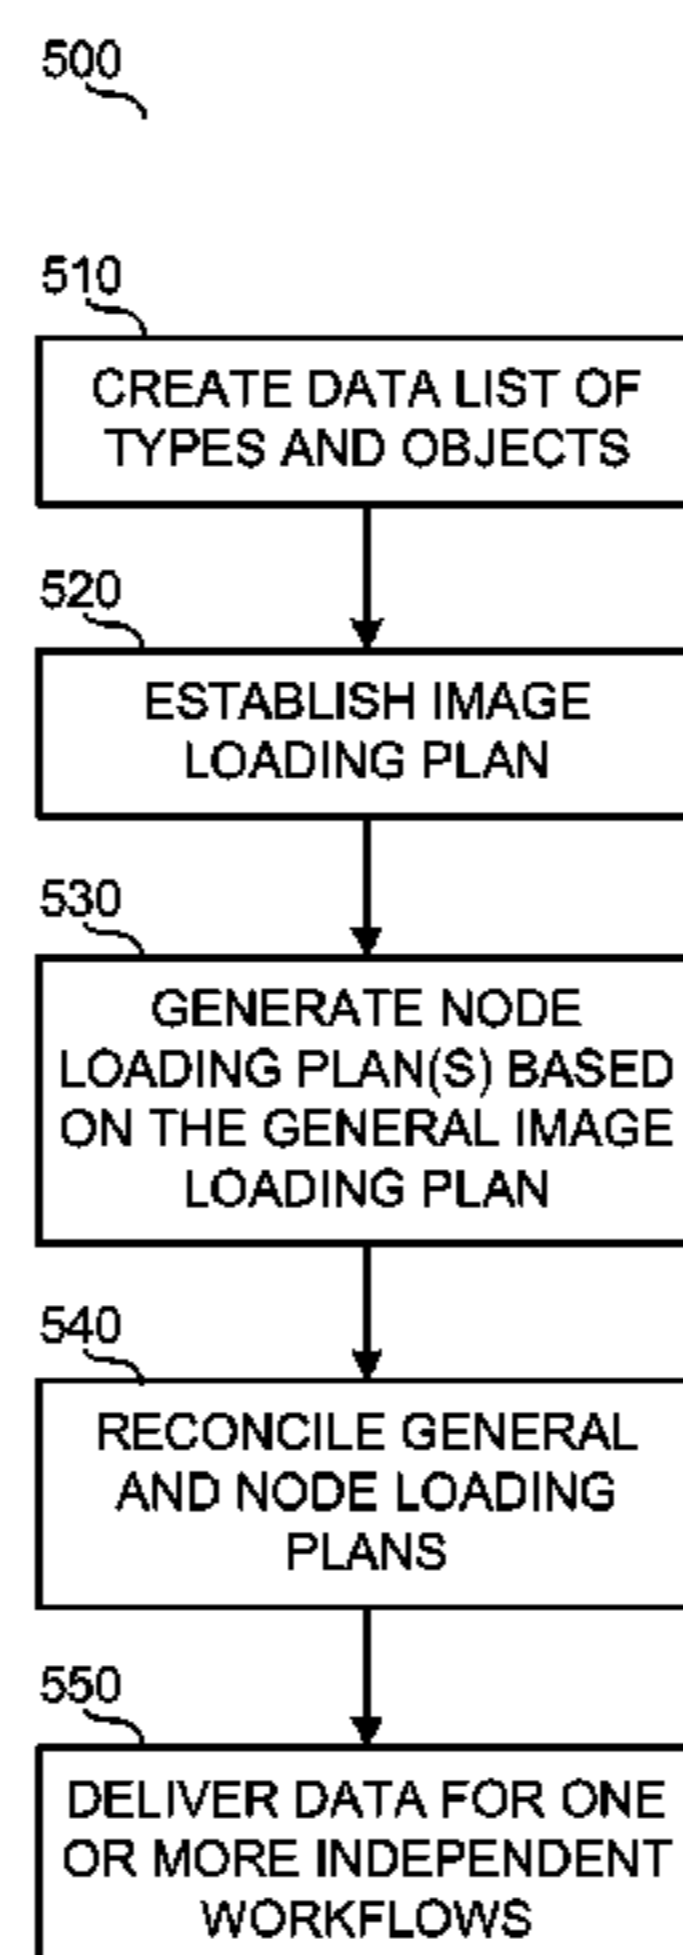 500
510
CREATE DATA LIST OF
TYPES AND OBJECTS
520
ESTABLISH IMAGE
LOADING PLAN
530
GENERATE NODE
LOADING PLAN(S) BASED
ON THE GENERAL IMAGE
LOADING PLAN
540
RECONCILE GENERAL
AND NODE LOADING
PLANS
550
DELIVER DATA FOR ONE
OR MORE INDEPENDENT
WORKFLOWS